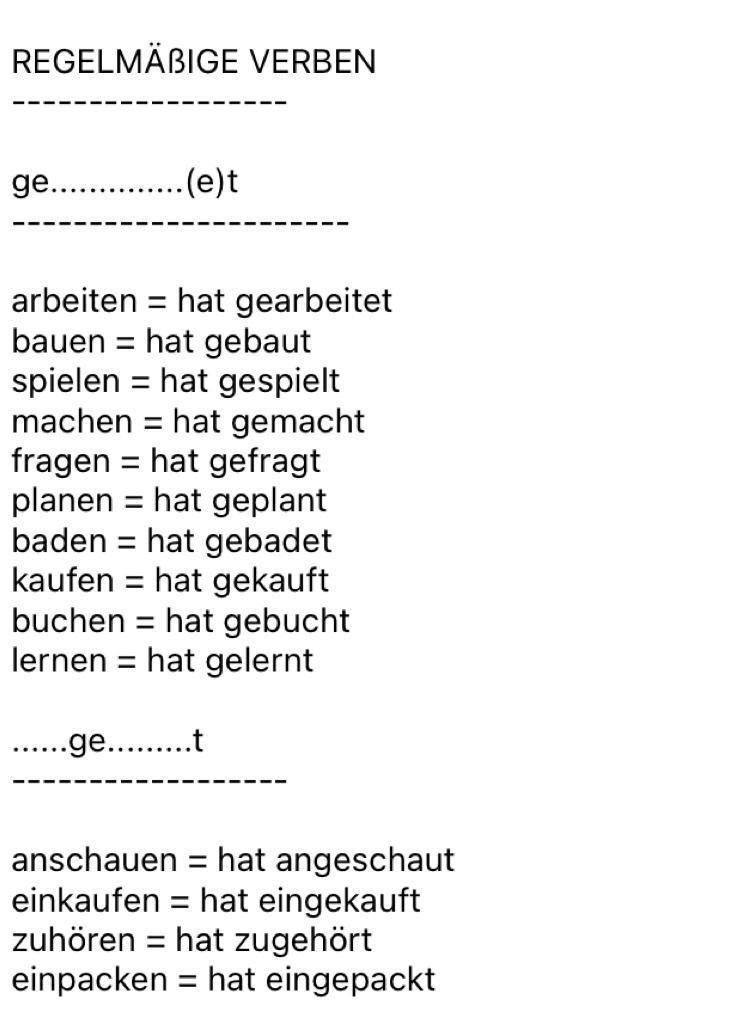 REGELMÄßIGE VERBEN
------------------
ge..............(e)t
----------------------
arbeiten = hat gearbeitet
bauen = hat gebaut
spielen = hat gespielt
machen = hat gemacht
fragen = hat gefragt
planen = hat geplant
baden = hat gebadet
kaufen = hat gekauft
buchen = hat gebucht
lernen = hat gelernt
......ge.........t
------------------
anschauen = hat angeschaut
einkaufen = hat eingekauft
zuhören = hat zugehört
einpacken = hat eingepackt